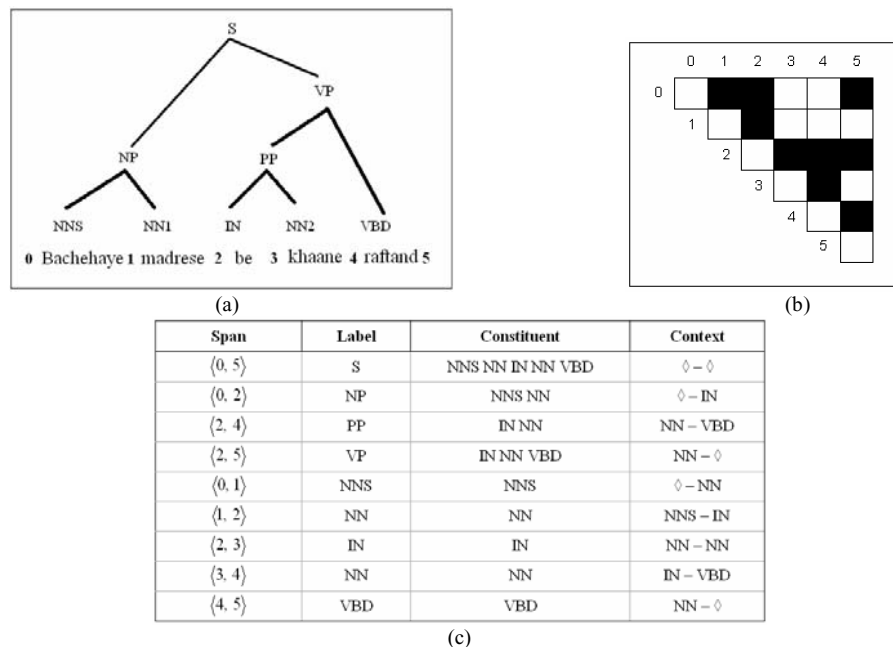 S
VP
NP PP
NNS NN1 IN NN2 VBD
0 Bachehaye 1 madrese 2 be 3 khaane 4 raftand 5
(a)
0 1 2 3 4 5
0
1
2
3
4
5
(b)
Span Label Constituent Context
⟨0, 5⟩ S NNS NN IN NN VBD ◊ – ◊
⟨0, 2⟩ NP NNS NN ◊ – IN
⟨2, 4⟩ PP IN NN NN – VBD
⟨2, 5⟩ VP IN NN VBD NN – ◊
⟨0, 1⟩ NNS NNS ◊ – NN
⟨1, 2⟩ NN NN NNS – IN
⟨2, 3⟩ IN IN NN – NN
⟨3, 4⟩ NN NN IN – VBD
⟨4, 5⟩ VBD VBD NN – ◊
(c)